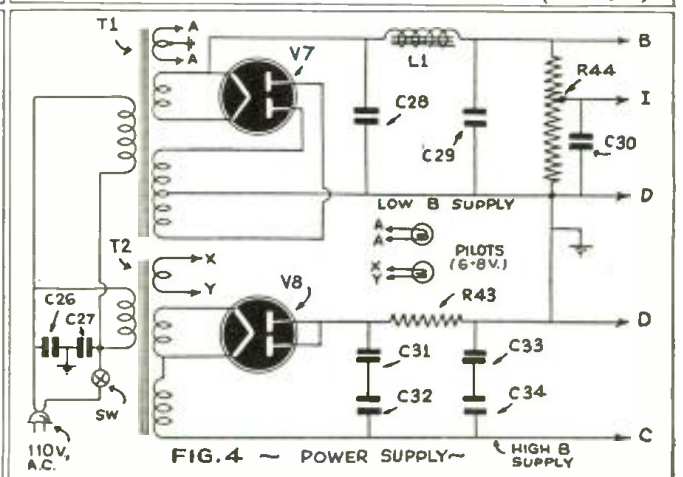 T1
A
A
V7
L1
B
R44
I
C28
C29
C30
D
LOW B SUPPLY
A
A
PILOTS
(6-8V.)
X
Y
T2
X
Y
V8
R43
C26
C27
D
C31
C33
C32
C34
SW
110V,
A.C.
C
FIG.4 ~ POWER SUPPLY~
HIGH B
SUPPLY